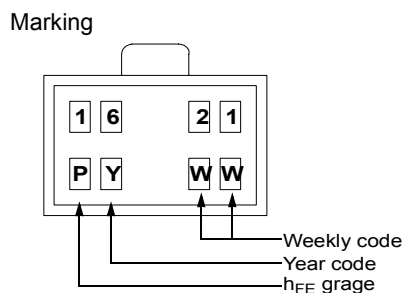 Marking
1 6 2 1
P Y W W
Weekly code
Year code
hFE grage